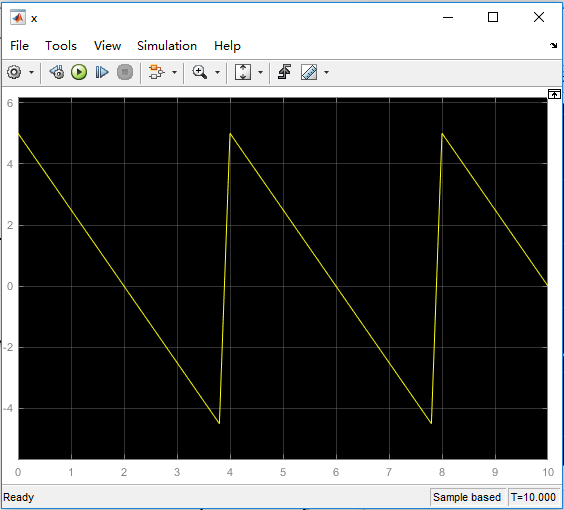 x
File Tools View Simulation Help
6
4
2
0
-2
-4
0 1 2 3 4 5 6 7 8 9 10
Ready Sample based T=10.000